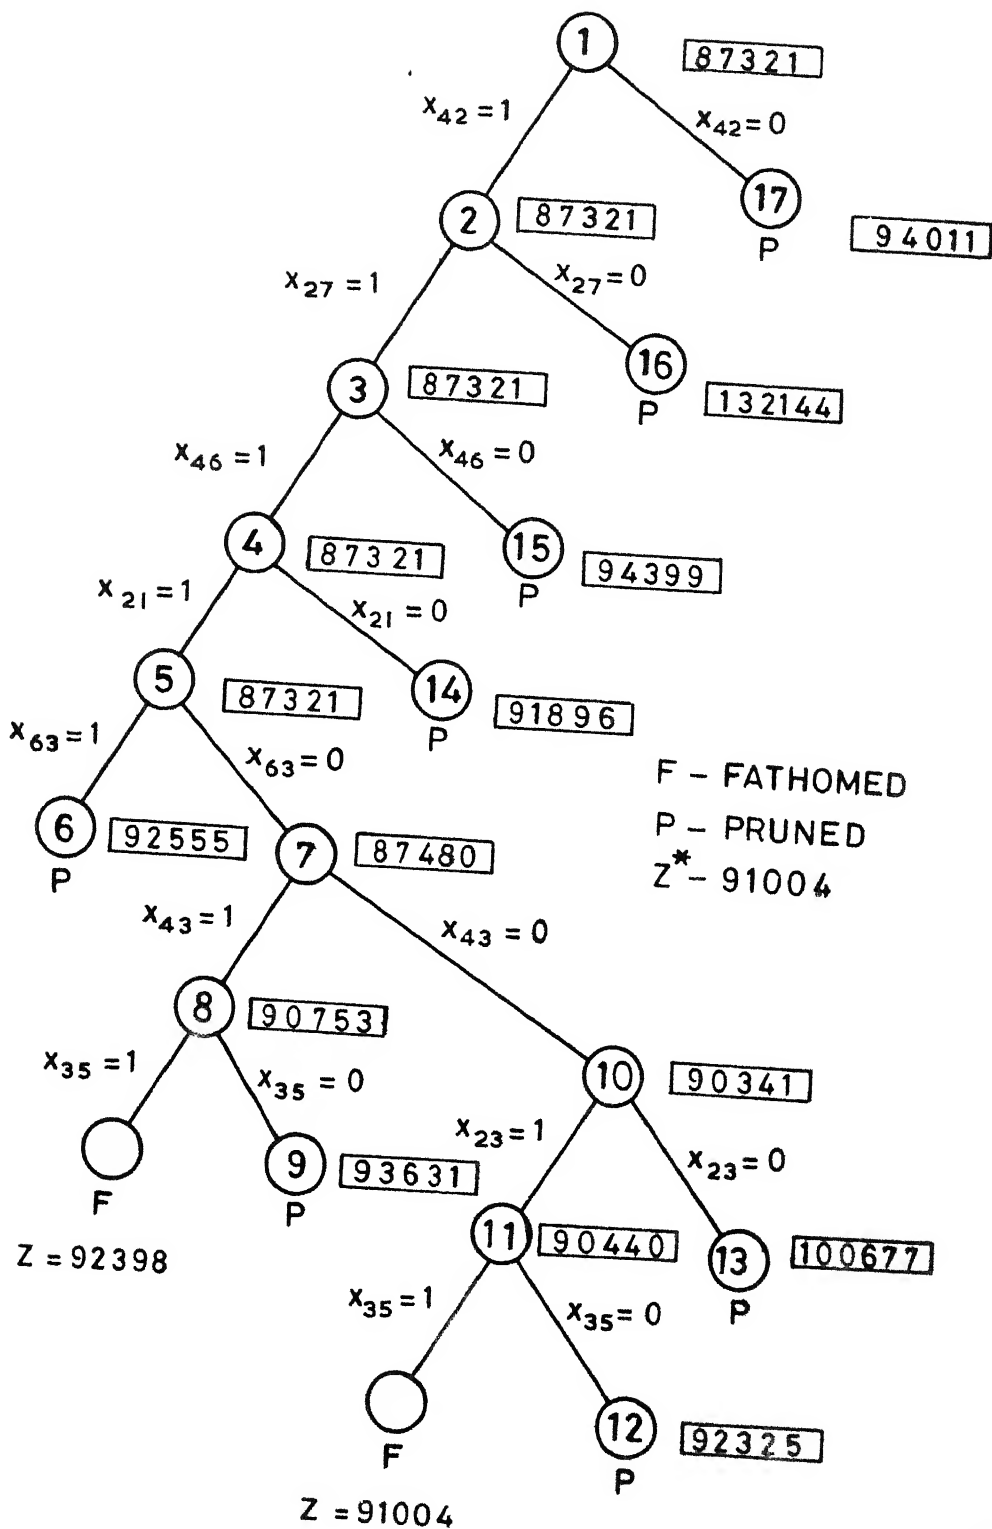 1
87321
x42=1
x42=0
2
87321
17
P
94011
x27=1
x27=0
3
87321
16
P
132144
x46=1
x46=0
4
87321
15
P
94399
x21=1
x21=0
5
87321
14
P
91896
x63=1
x63=0
6
P
92555
7
87480
F - FATHOMED
P - PRUNED
Z* - 91004
x43=1
x43=0
8
90753
10
90341
x35=1
x35=0
F
Z=92398
9
P
93631
x23=1
x23=0
11
90440
13
P
100677
x35=1
x35=0
F
Z=91004
12
P
92325